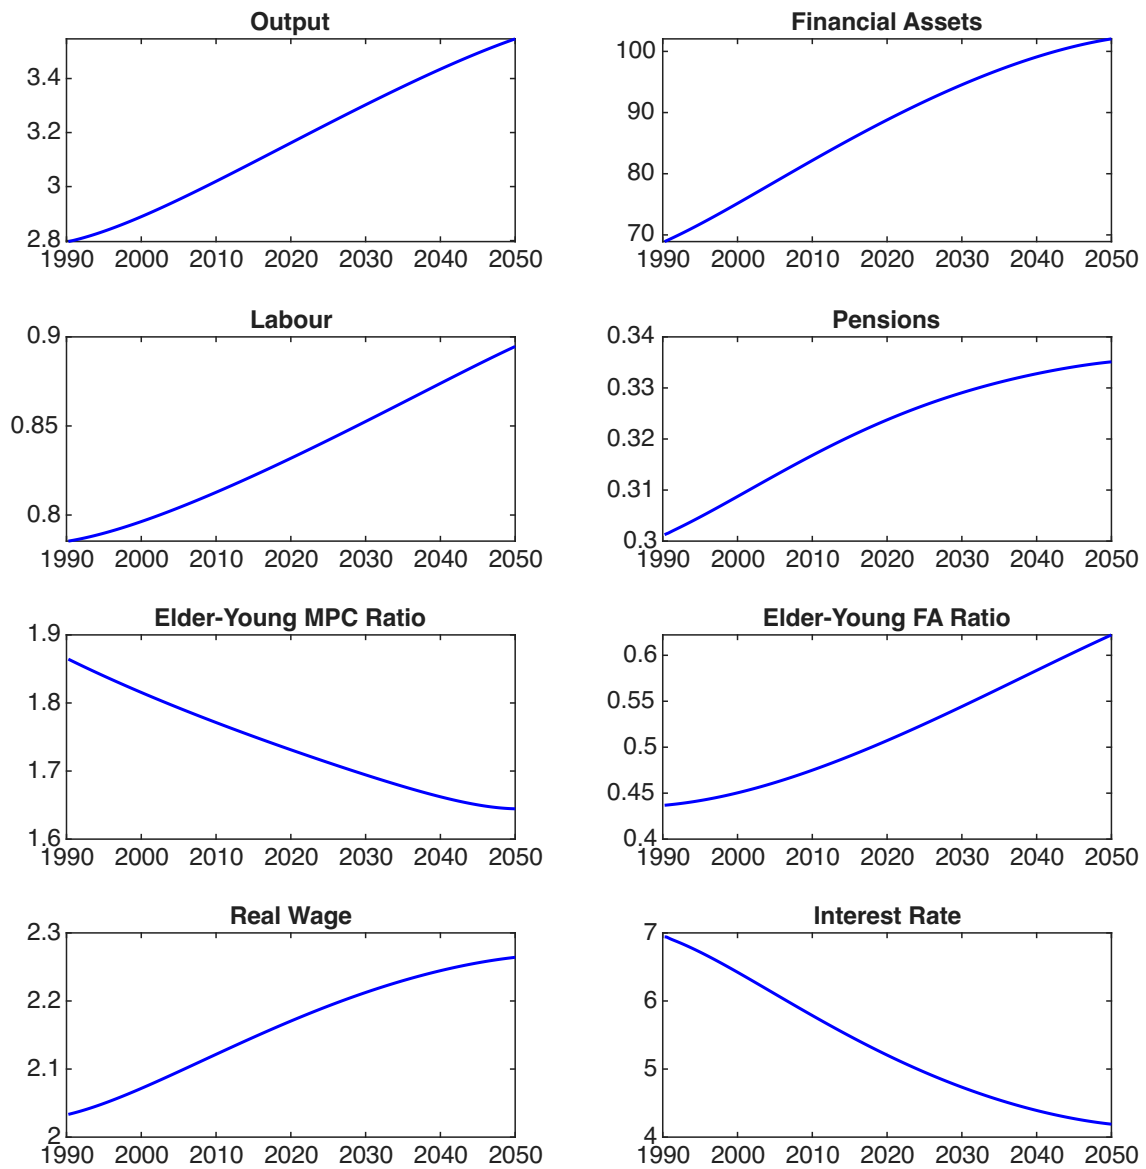 Output
3.4
3.2
3
2.8
1990 2000 2010 2020 2030 2040 2050
Financial Assets
100
90
80
70
1990 2000 2010 2020 2030 2040 2050
Labour
0.9
0.85
0.8
1990 2000 2010 2020 2030 2040 2050
Pensions
0.34
0.33
0.32
0.31
0.3
1990 2000 2010 2020 2030 2040 2050
Elder-Young MPC Ratio
1.9
1.8
1.7
1.6
1990 2000 2010 2020 2030 2040 2050
Elder-Young FA Ratio
0.6
0.55
0.5
0.45
0.4
1990 2000 2010 2020 2030 2040 2050
Real Wage
2.3
2.2
2.1
2
1990 2000 2010 2020 2030 2040 2050
Interest Rate
7
6
5
4
1990 2000 2010 2020 2030 2040 2050